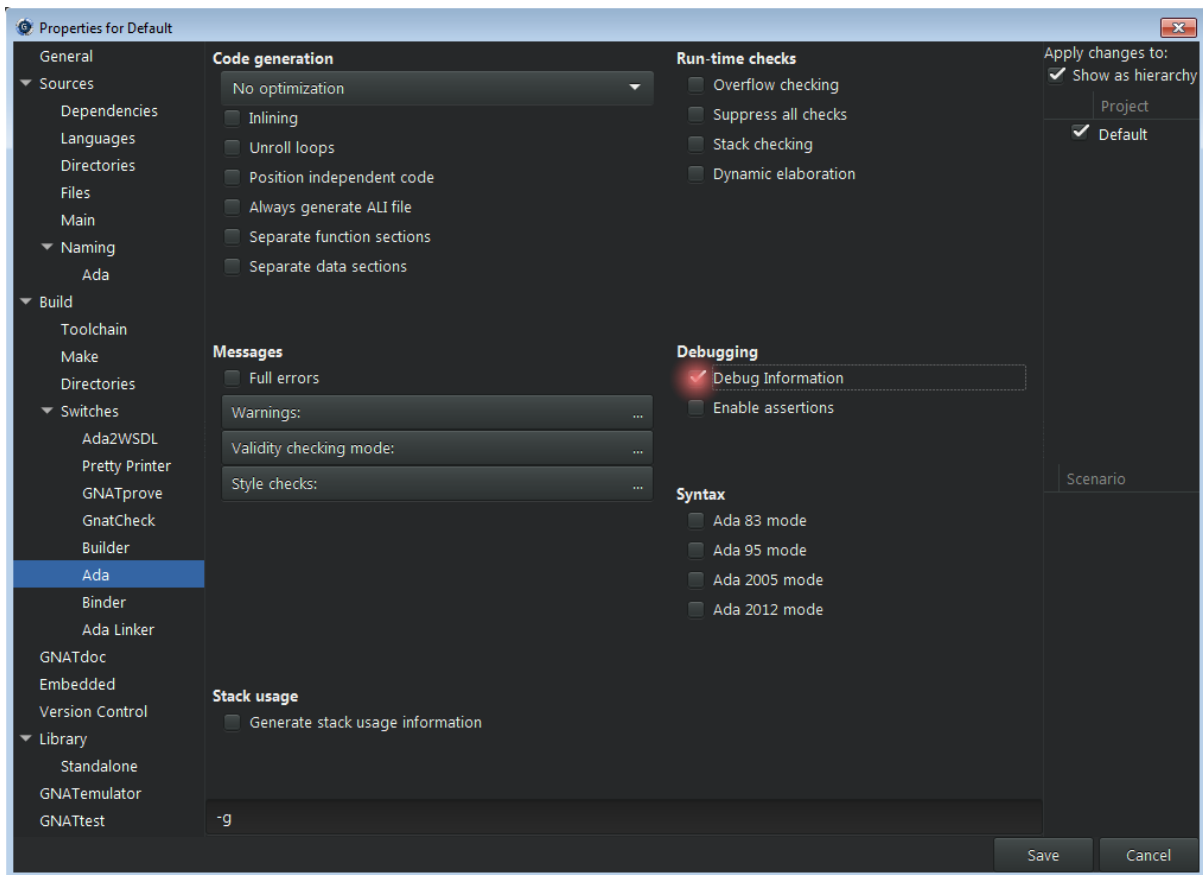 Properties for Default
General
Sources
Dependencies
Languages
Directories
Files
Main
Naming
Ada
Build
Toolchain
Make
Directories
Switches
Ada2WSDL
Pretty Printer
GNATprove
GnatCheck
Builder
Ada
Binder
Ada Linker
GNATdoc
Embedded
Version Control
Library
Standalone
GNATemulator
GNATtest
Code generation
No optimization
Inlining
Unroll loops
Position independent code
Always generate ALI file
Separate function sections
Separate data sections
Messages
Full errors
Warnings: ...
Validity checking mode: ...
Style checks: ...
Stack usage
Generate stack usage information
Run-time checks
Overflow checking
Suppress all checks
Stack checking
Dynamic elaboration
Debugging
Debug Information
Enable assertions
Syntax
Ada 83 mode
Ada 95 mode
Ada 2005 mode
Ada 2012 mode
-g
Apply changes to:
Show as hierarchy
Project
Default
Scenario
Save
Cancel